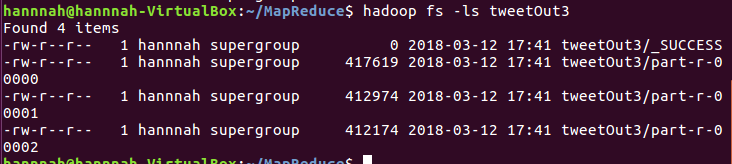 hannnah@hannnah-VirtualBox:~/MapReduce$ hadoop fs -ls tweetOut3
Found 4 items
-rw-r--r--   1 hannnah supergroup          0 2018-03-12 17:41 tweetOut3/_SUCCESS
-rw-r--r--   1 hannnah supergroup     417619 2018-03-12 17:41 tweetOut3/part-r-0
0000
-rw-r--r--   1 hannnah supergroup     412974 2018-03-12 17:41 tweetOut3/part-r-0
0001
-rw-r--r--   1 hannnah supergroup     412174 2018-03-12 17:41 tweetOut3/part-r-0
0002
hannnah@hannnah-VirtualBox:~/MapReduce$